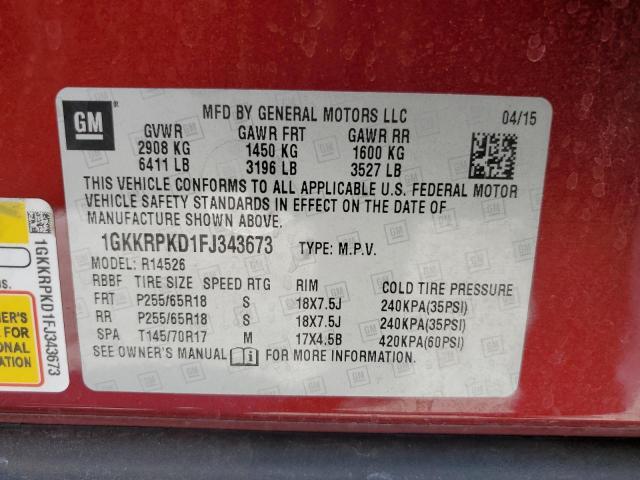 GM
MFD BY GENERAL MOTORS LLC 04/15
GVWR GAWR FRT GAWR RR
2908 KG 1450 KG 1600 KG
6411 LB 3196 LB 3527 LB
THIS VEHICLE CONFORMS TO ALL APPLICABLE U.S. FEDERAL MOTOR
VEHICLE SAFETY STANDARDS IN EFFECT ON THE DATE OF
MANUFACTURE SHOWN ABOVE.
1GKKRPKD1FJ343673 TYPE: M.P.V.
MODEL: R14526
RBBF TIRE SIZE SPEED RTG RIM COLD TIRE PRESSURE
FRT P255/65R18 S 18X7.5J 240KPA(35PSI)
RR P255/65R18 S 18X7.5J 240KPA(35PSI)
SPA T145/70R17 M 17X4.5B 420KPA(60PSI)
SEE OWNER'S MANUAL FOR MORE INFORMATION
1GKKRPKD1FJ343673
E FOR